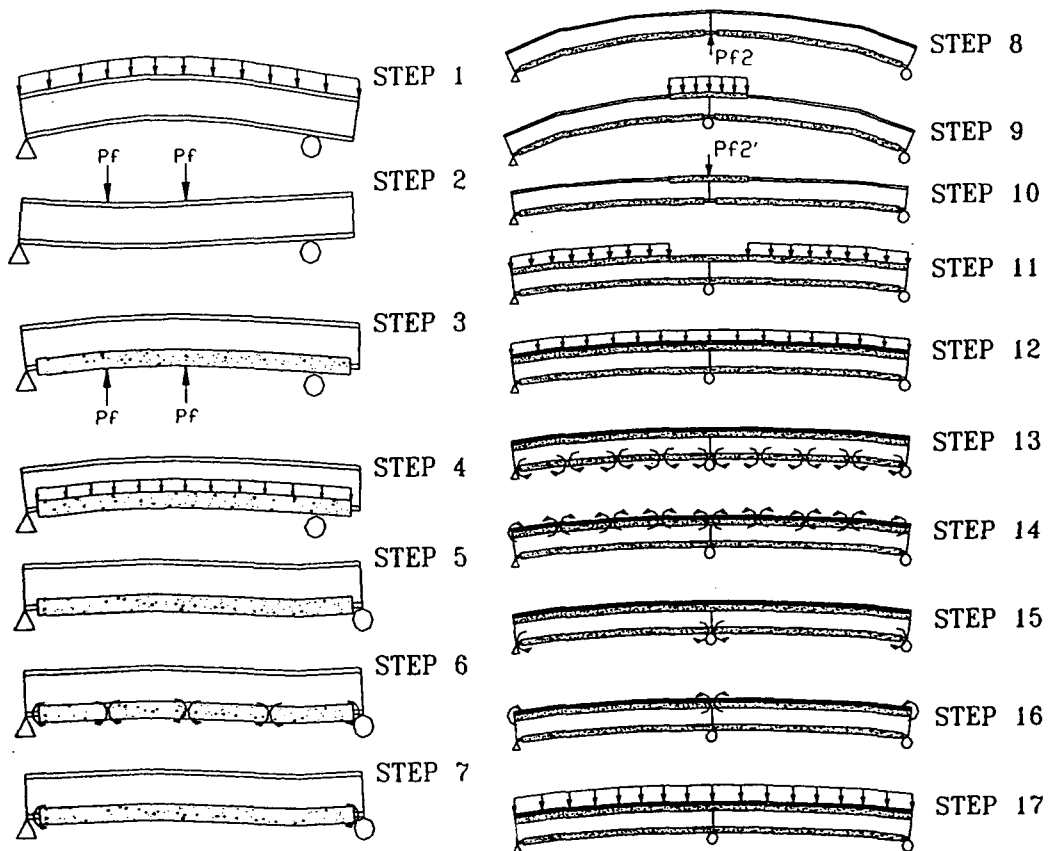 STEP 1
Pf Pf
STEP 2
STEP 3
Pf Pf
STEP 4
STEP 5
STEP 6
STEP 7
STEP 8
Pf2
STEP 9
Pf2'
STEP 10
STEP 11
STEP 12
STEP 13
STEP 14
STEP 15
STEP 16
STEP 17